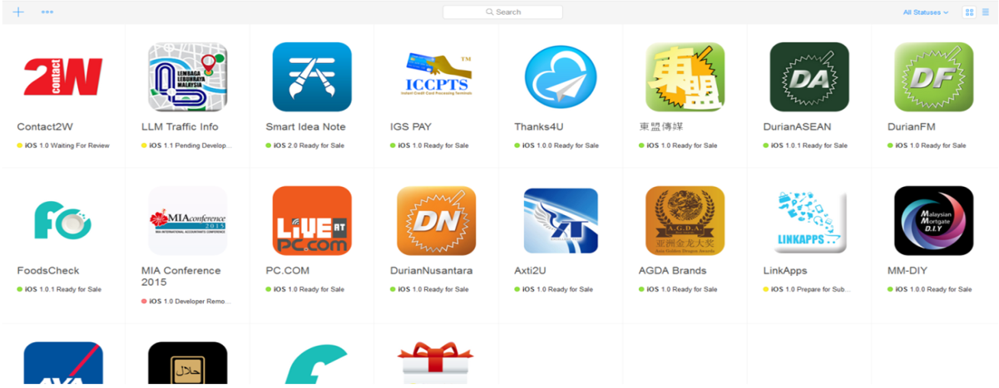 Search
All Statuses
2W contact
LEMBAGA
LEBUHRAYA
MALAYSIA
ICCPTS TM
Instant Credit Card Processing Terminals
東盟
DA
DF
Contact2W
LLM Traffic Info
Smart Idea Note
IGS PAY
Thanks4U
東盟傳媒
DurianASEAN
DurianFM
iOS 1.0 Waiting For Review
iOS 1.1 Pending Develop...
iOS 2.0 Ready for Sale
iOS 1.0 Ready for Sale
iOS 1.0.0 Ready for Sale
iOS 1.0 Ready for Sale
iOS 1.0.1 Ready for Sale
iOS 1.0 Ready for Sale
MIAconference
2015
MIA INTERNATIONAL ACCOUNTANTS CONFERENCE
LiVE AT
PC.COM
DN
A.G.D.A.
亚洲金龙大奖
Asia Golden Dragon Awards
LINKAPPS
Malaysian
Mortgate
D.I.Y
FoodsCheck
MIA Conference
2015
PC.COM
DurianNusantara
Axti2U
AGDA Brands
LinkApps
MM-DIY
iOS 1.0.1 Ready for Sale
iOS 1.0 Developer Remo...
iOS 1.0 Ready for Sale
iOS 1.0 Ready for Sale
iOS 1.0 Ready for Sale
iOS 1.0 Ready for Sale
iOS 1.0 Prepare for Sub...
iOS 1.0.0 Ready for Sale
AXA
حلال